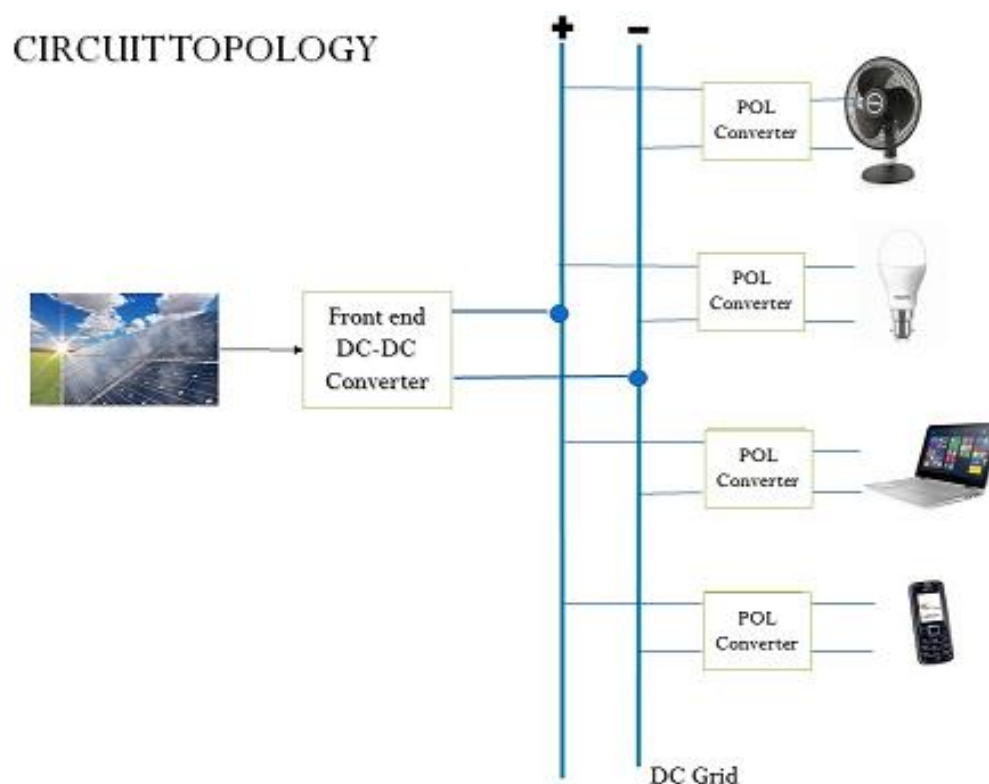 CIRCUITTOPOLOGY
+ -
POL
Converter
POL
Converter
Front end
DC-DC
Converter
POL
Converter
POL
Converter
DC Grid